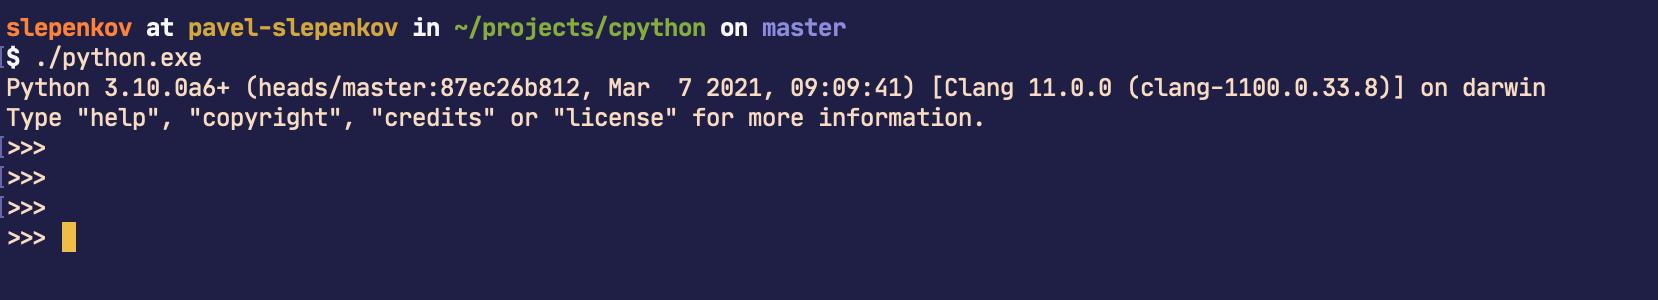 slepenkov at pavel-slepenkov in ~/projects/cpython on master
$ ./python.exe
Python 3.10.0a6+ (heads/master:87ec26b812, Mar  7 2021, 09:09:41) [Clang 11.0.0 (clang-1100.0.33.8)] on darwin
Type "help", "copyright", "credits" or "license" for more information.
>>>
>>>
>>>
>>>